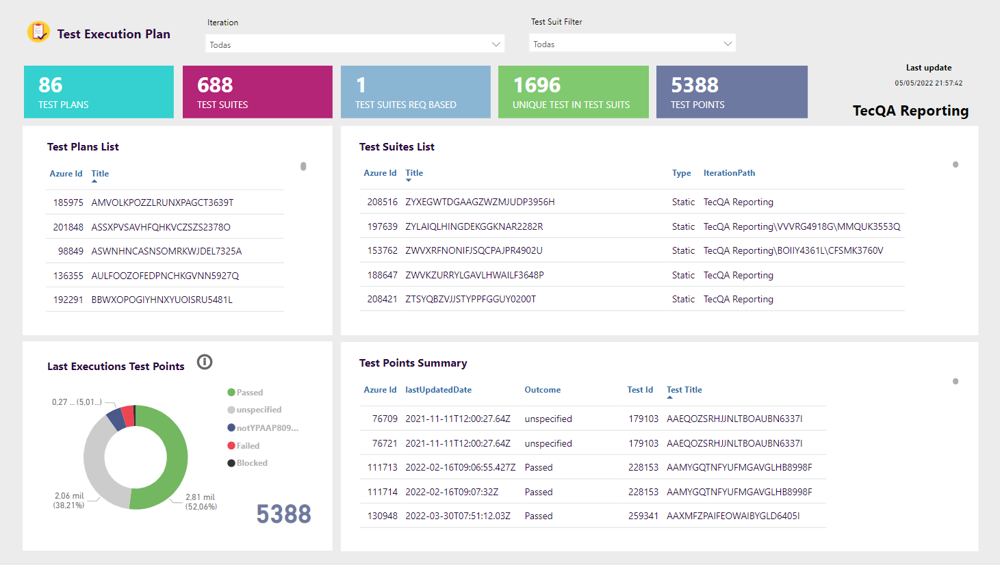 Test Execution Plan
Iteration
Todas
Test Suit Filter
Todas
86
TEST PLANS
688
TEST SUITES
1
TEST SUITES REQ BASED
1696
UNIQUE TEST IN TEST SUITS
5388
TEST POINTS
Last update
05/05/2022 21:57:42
TecQA Reporting
Test Plans List
Azure Id Title
185975 AMVOLKPOZZLRUNXPAGCT3639T
201848 ASSXPVSAVHFQHKVCZSZS2378O
98849 ASWNHNCASNSOMRKWJDEL7325A
136355 AULFOOZOFEDPNCHKGVNN5927Q
192291 BBWXOPOGIYHNXYUOISRU5481L
Test Suites List
Azure Id Title Type IterationPath
208516 ZYXEGWTDGAAGZWZMJUDP3956H Static TecQA Reporting
197639 ZYLAIQLHINGDEKGGKNAR2282R Static TecQA Reporting\VVVRG4918G\MMQUK3553Q
153762 ZWVXRFNONIFJSQCPAJPR4902U Static TecQA Reporting\BOIIY4361L\CFSMK3760V
188647 ZWVKZURRYLGAVLHWAILF3648P Static TecQA Reporting
208421 ZTSYQBZVJJSTYPPFGGUY0200T Static TecQA Reporting
Last Executions Test Points
0,27 ... (5,01...)
2,06 mil
(38,21%)
2,81 mil
(52,06%)
Passed
unspecified
notYPAAP809...
Failed
Blocked
5388
Test Points Summary
Azure Id lastUpdatedDate Outcome Test Id Test Title
76709 2021-11-11T12:00:27.64Z unspecified 179103 AAEQOZSRHJJNLTBOAUBN6337I
76721 2021-11-11T12:00:27.64Z unspecified 179103 AAEQOZSRHJJNLTBOAUBN6337I
111713 2022-02-16T09:06:55.427Z Passed 228153 AAMYGQTNFYUFMGAVGLHB8998F
111714 2022-02-16T09:07:32Z Passed 228153 AAMYGQTNFYUFMGAVGLHB8998F
130948 2022-03-30T07:51:12.03Z Passed 259341 AAXMFZPAIFEOWAIBYGLD6405I